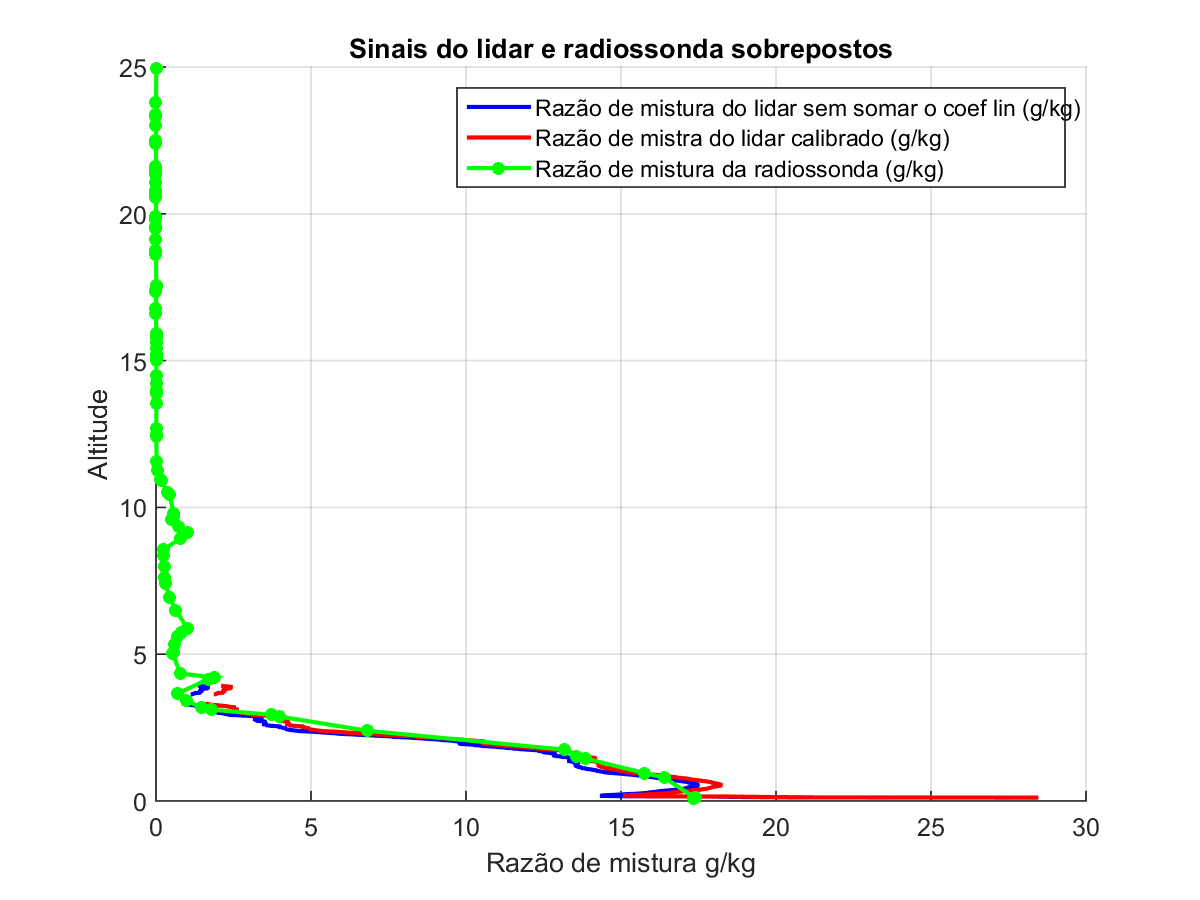 Sinais do lidar e radiossonda sobrepostos
25
20
15
10
5
0
Altitude
Razão de mistura do lidar sem somar o coef lin (g/kg)
Razão de mistra do lidar calibrado (g/kg)
Razão de mistura da radiossonda (g/kg)
0 5 10 15 20 25 30
Razão de mistura g/kg